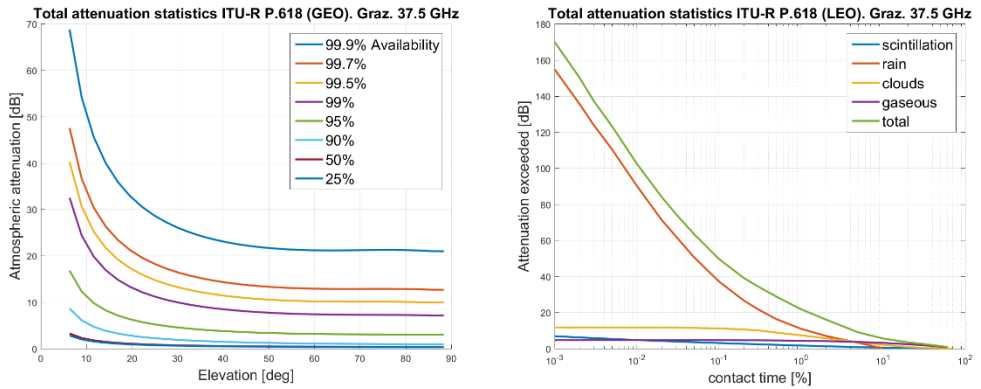 Total attenuation statistics ITU-R P.618 (GEO). Graz. 37.5 GHz
70
60
50
40
30
20
10
0
Atmospheric attenuation [dB]
99.9% Availability
99.7%
99.5%
99%
95%
90%
50%
25%
0 10 20 30 40 50 60 70 80 90
Elevation [deg]
Total attenuation statistics ITU-R P.618 (LEO). Graz. 37.5 GHz
180
160
140
120
100
80
60
40
20
0
Attenuation exceeded [dB]
scintillation
rain
clouds
gaseous
total
10⁻³ 10⁻² 10⁻¹ 10⁰ 10¹ 10²
contact time [%]